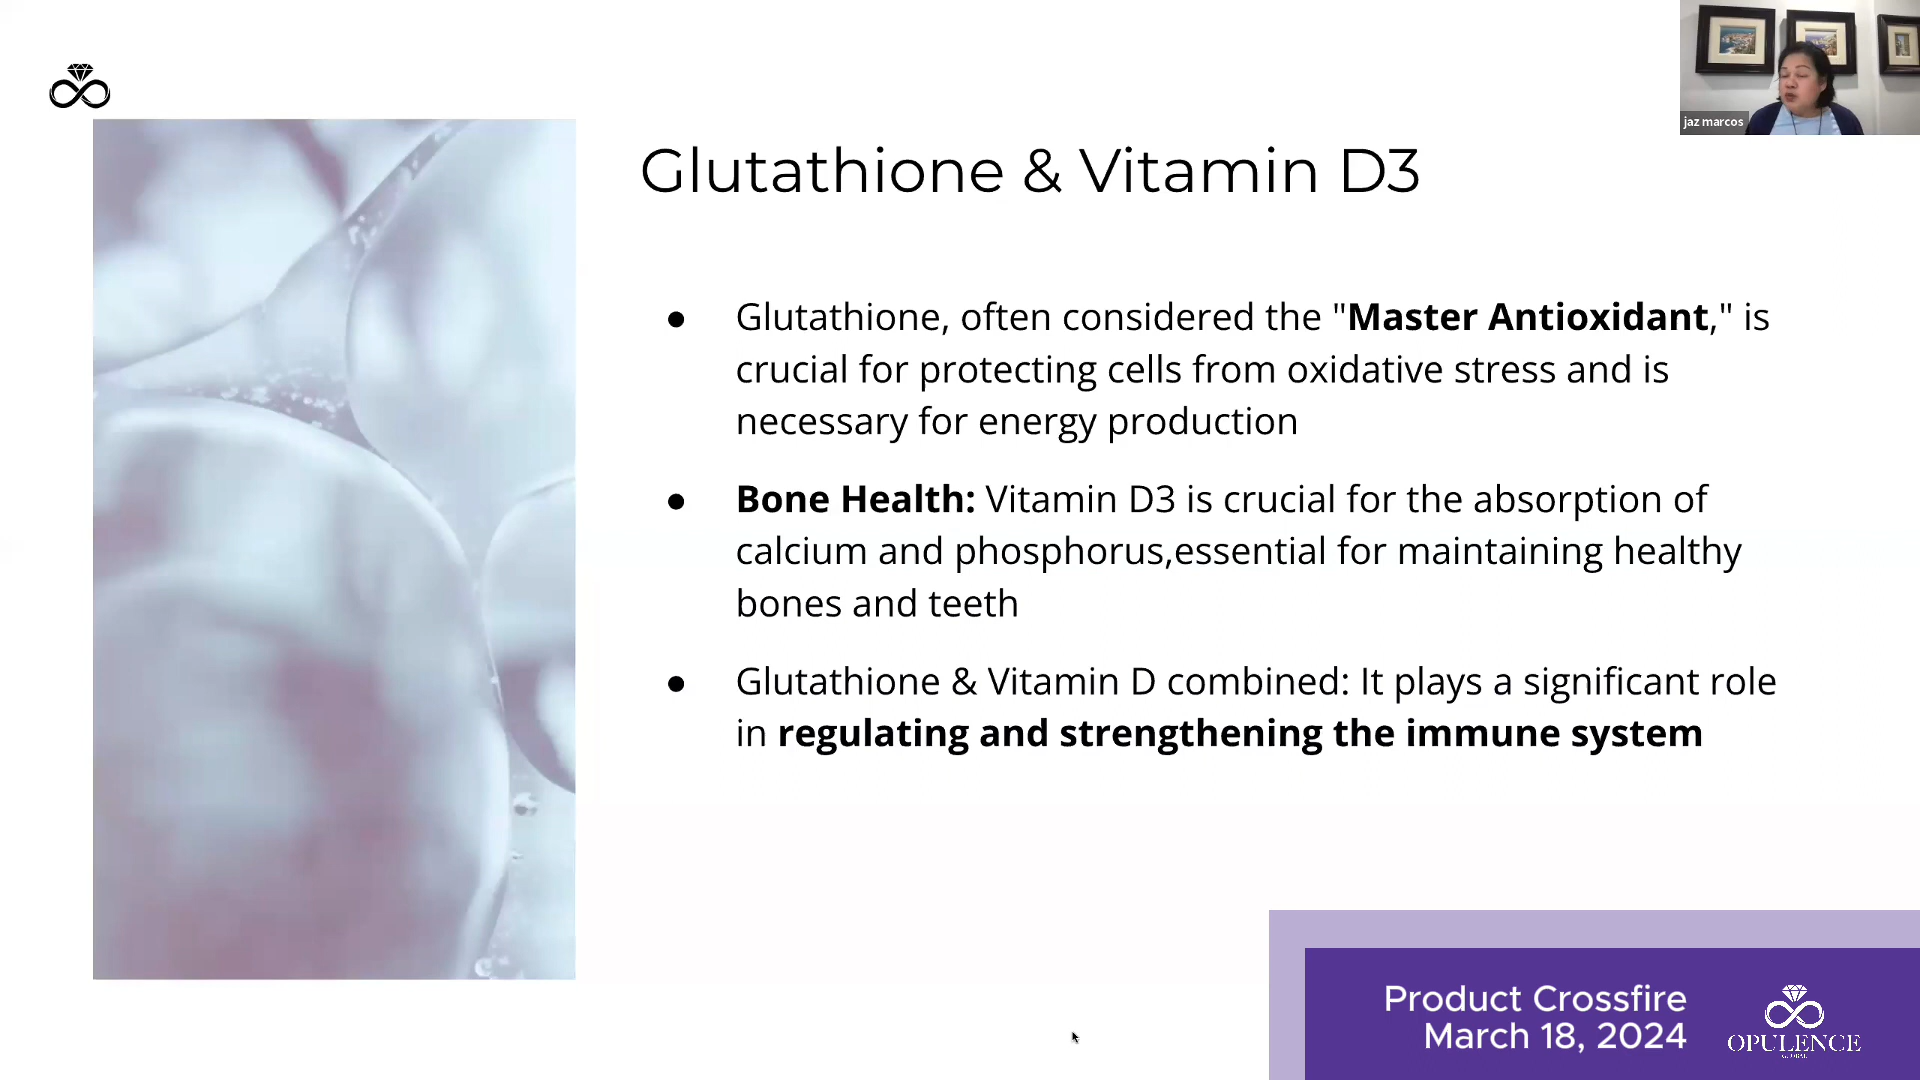 jaz marcos
Glutathione & Vitamin D3
● Glutathione, often considered the "Master Antioxidant," is
crucial for protecting cells from oxidative stress and is
necessary for energy production
● Bone Health: Vitamin D3 is crucial for the absorption of
calcium and phosphorus,essential for maintaining healthy
bones and teeth
● Glutathione & Vitamin D combined: It plays a significant role
in regulating and strengthening the immune system
Product Crossfire
March 18, 2024
OPULENCE
GLOBAL